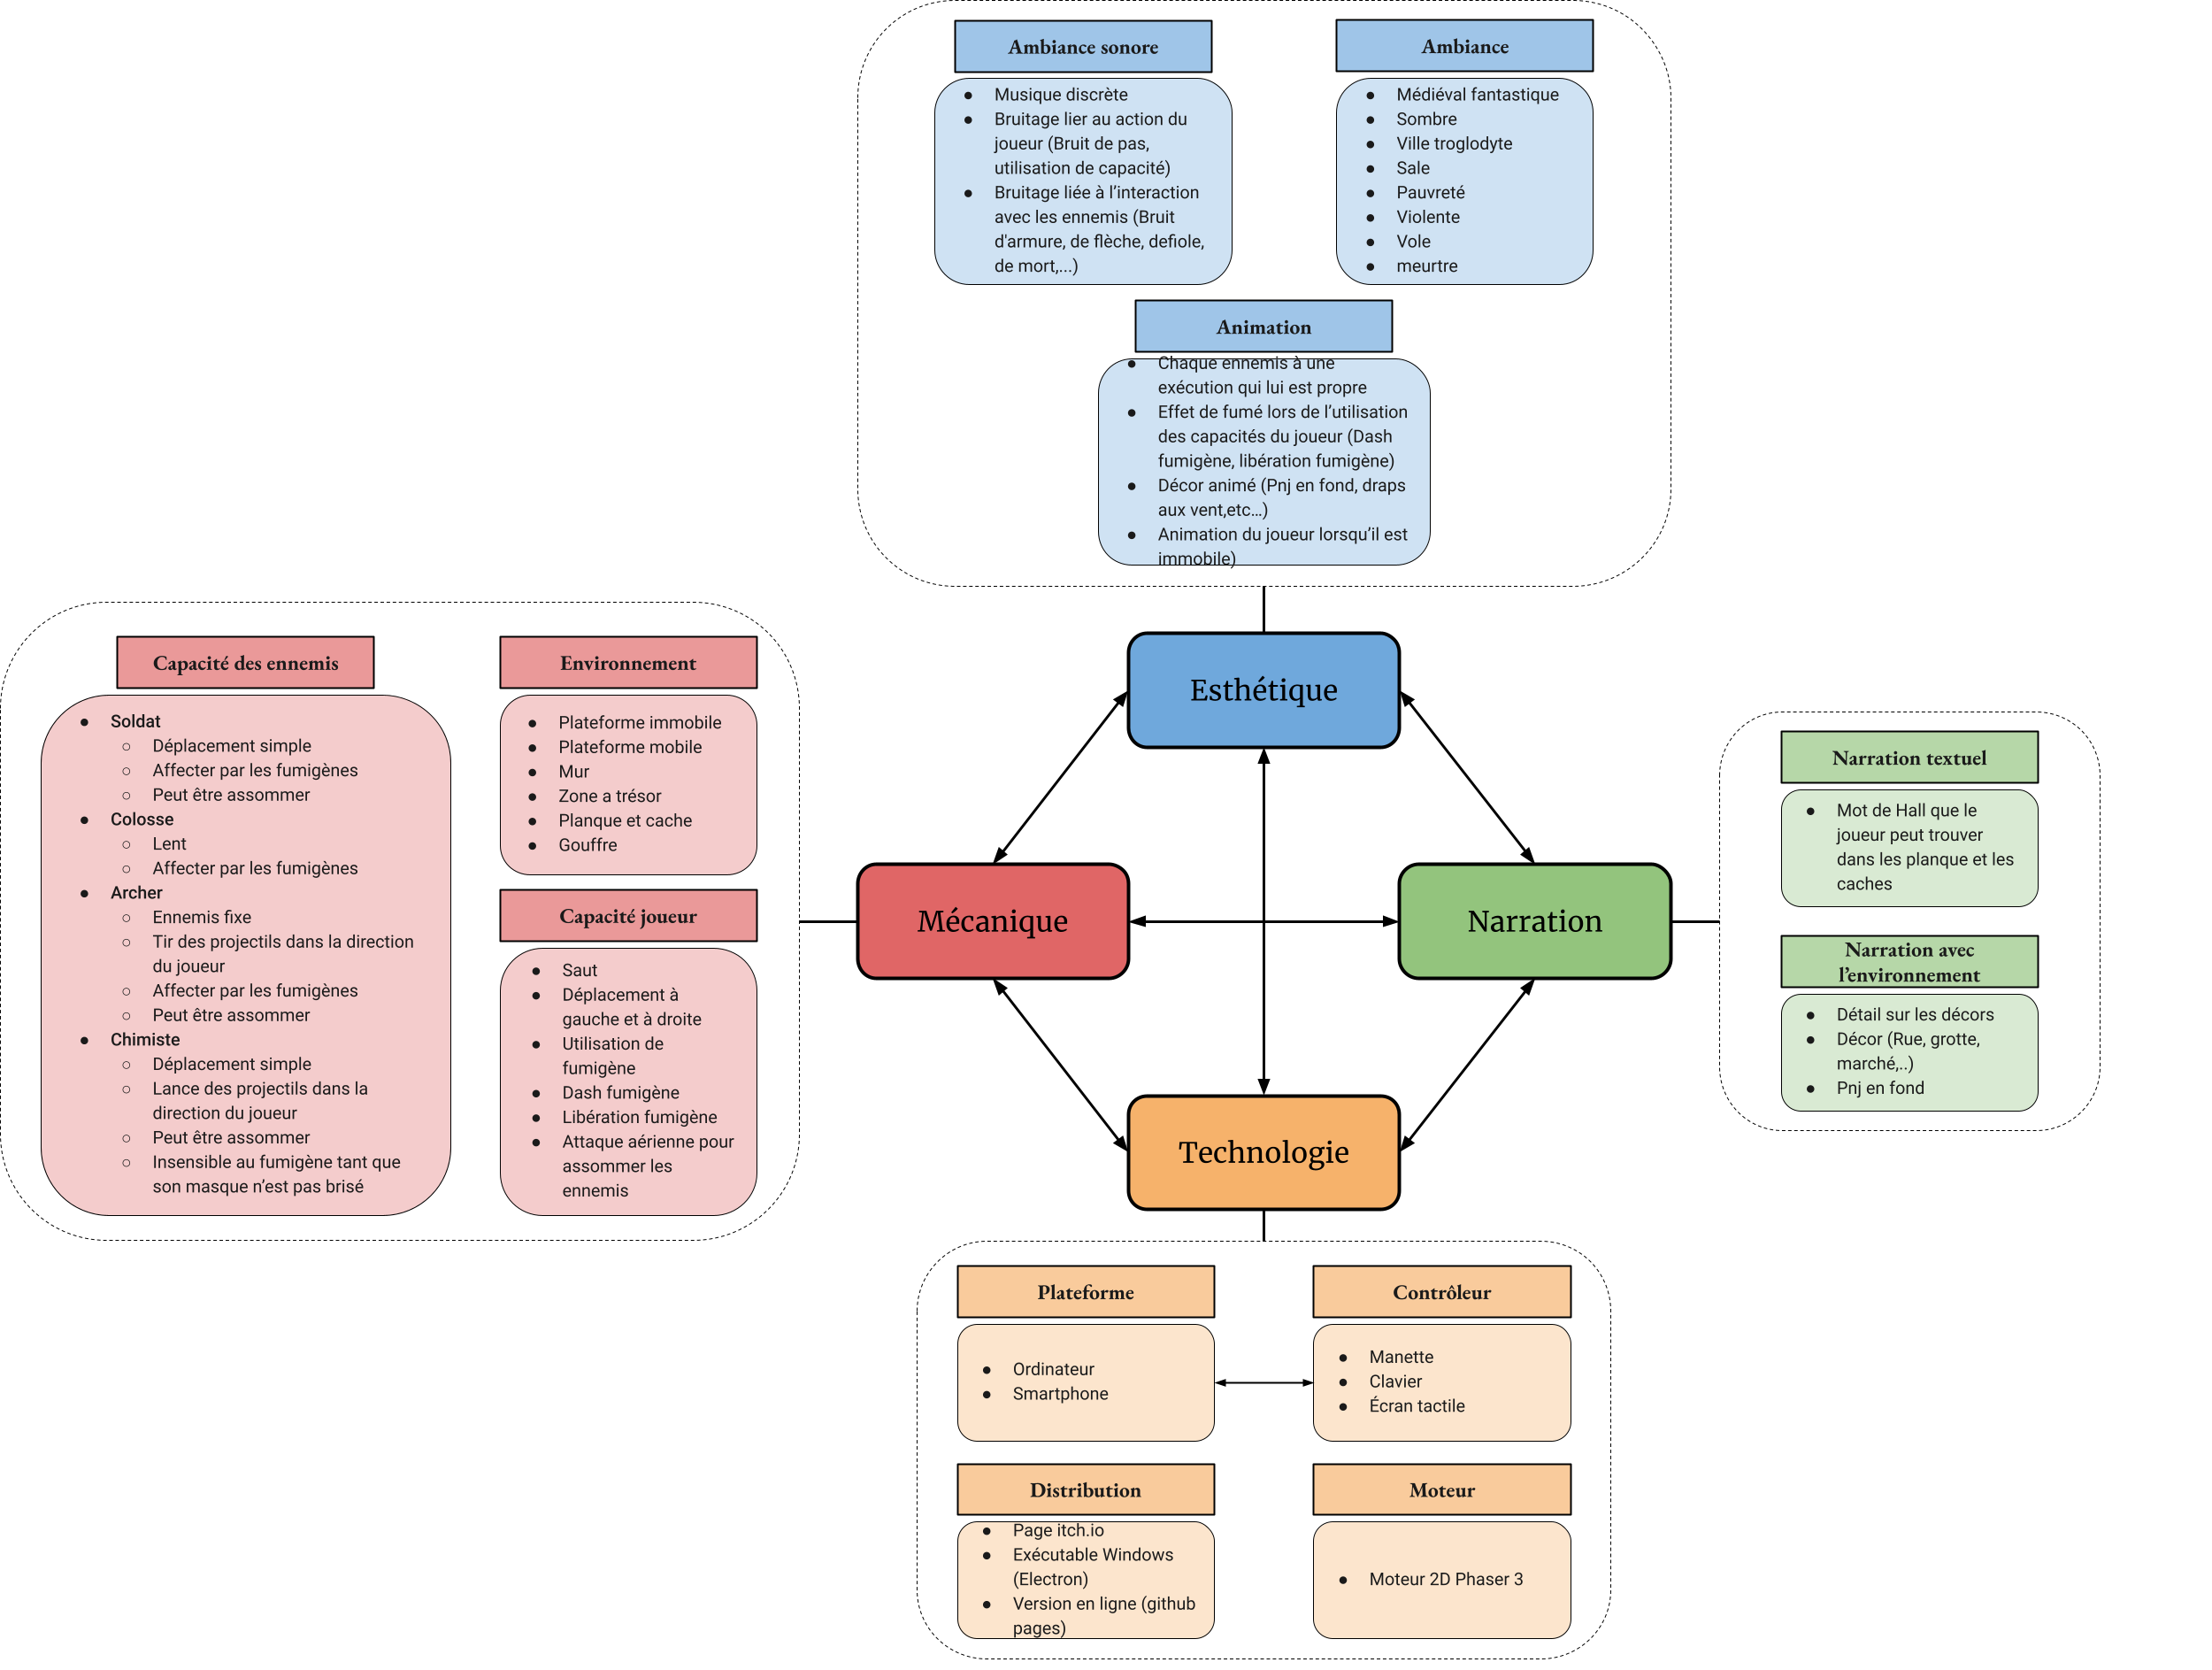 Ambiance sonore
● Musique discrète
● Bruitage lier au action du
joueur (Bruit de pas,
utilisation de capacité)
● Bruitage liée à l’interaction
avec les ennemis (Bruit
d'armure, de flèche, defiole,
de mort,...)
Ambiance
● Médiéval fantastique
● Sombre
● Ville troglodyte
● Sale
● Pauvreté
● Violente
● Vole
● meurtre
Animation
● Chaque ennemis à une
exécution qui lui est propre
● Effet de fumé lors de l’utilisation
des capacités du joueur (Dash
fumigène, libération fumigène)
● Décor animé (Pnj en fond, draps
aux vent,etc…)
● Animation du joueur lorsqu’il est
immobile)
Esthétique
Capacité des ennemis
● Soldat
○ Déplacement simple
○ Affecter par les fumigènes
○ Peut être assommer
● Colosse
○ Lent
○ Affecter par les fumigènes
● Archer
○ Ennemis fixe
○ Tir des projectils dans la direction
du joueur
○ Affecter par les fumigènes
○ Peut être assommer
● Chimiste
○ Déplacement simple
○ Lance des projectils dans la
direction du joueur
○ Peut être assommer
○ Insensible au fumigène tant que
son masque n’est pas brisé
Environnement
● Plateforme immobile
● Plateforme mobile
● Mur
● Zone a trésor
● Planque et cache
● Gouffre
Capacité joueur
● Saut
● Déplacement à
gauche et à droite
● Utilisation de
fumigène
● Dash fumigène
● Libération fumigène
● Attaque aérienne pour
assommer les
ennemis
Mécanique
Narration
Narration textuel
● Mot de Hall que le
joueur peut trouver
dans les planque et les
caches
Narration avec
l’environnement
● Détail sur les décors
● Décor (Rue, grotte,
marché,..)
● Pnj en fond
Technologie
Plateforme
● Ordinateur
● Smartphone
Contrôleur
● Manette
● Clavier
● Écran tactile
Distribution
● Page itch.io
● Exécutable Windows
(Electron)
● Version en ligne (github
pages)
Moteur
● Moteur 2D Phaser 3